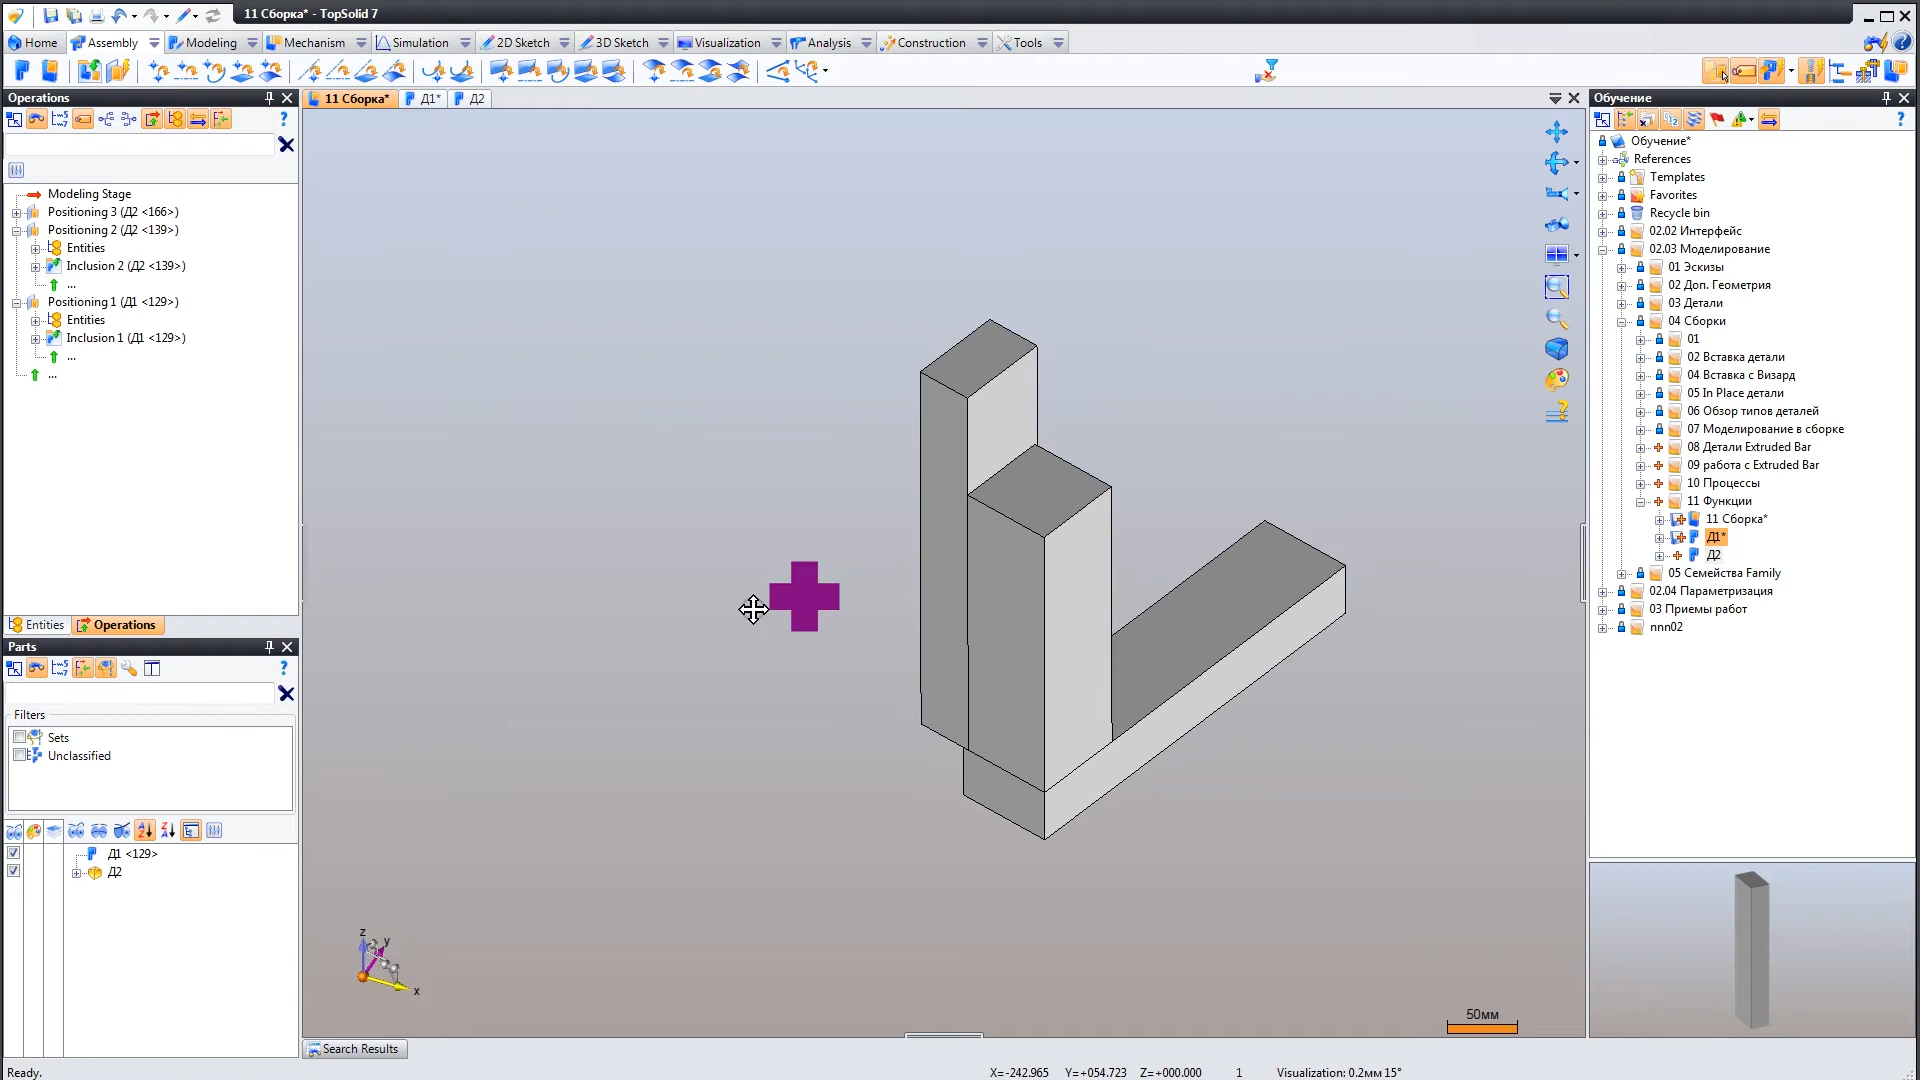 11 Сборка* - TopSolid 7
Home Assembly Modeling Mechanism Simulation 2D Sketch 3D Sketch Visualization Analysis Construction Tools
Operations
Modeling Stage
Positioning 3 (Д2 <166>)
Positioning 2 (Д2 <139>)
Entities
Inclusion 2 (Д2 <139>)
...
Positioning 1 (Д1 <129>)
Entities
Inclusion 1 (Д1 <129>)
...
...
Entities Operations
Parts
Filters
Sets
Unclassified
Д1 <129>
Д2
11 Сборка* Д1* Д2
z
y
x
50мм
Search Results
Обучение
Обучение*
References
Templates
Favorites
Recycle bin
02.02 Интерфейс
02.03 Моделирование
01 Эскизы
02 Доп. Геометрия
03 Детали
04 Сборки
01
02 Вставка детали
04 Вставка с Визард
05 In Place детали
06 Обзор типов деталей
07 Моделирование в сборке
08 Детали Extruded Bar
09 работа с Extruded Bar
10 Процессы
11 Функции
11 Сборка*
Д1*
Д2
05 Семейства Family
02.04 Параметризация
03 Приемы работ
nnn02
Ready.
X=-242.965 Y=+054.723 Z=+000.000 1 Visualization: 0.2мм 15°